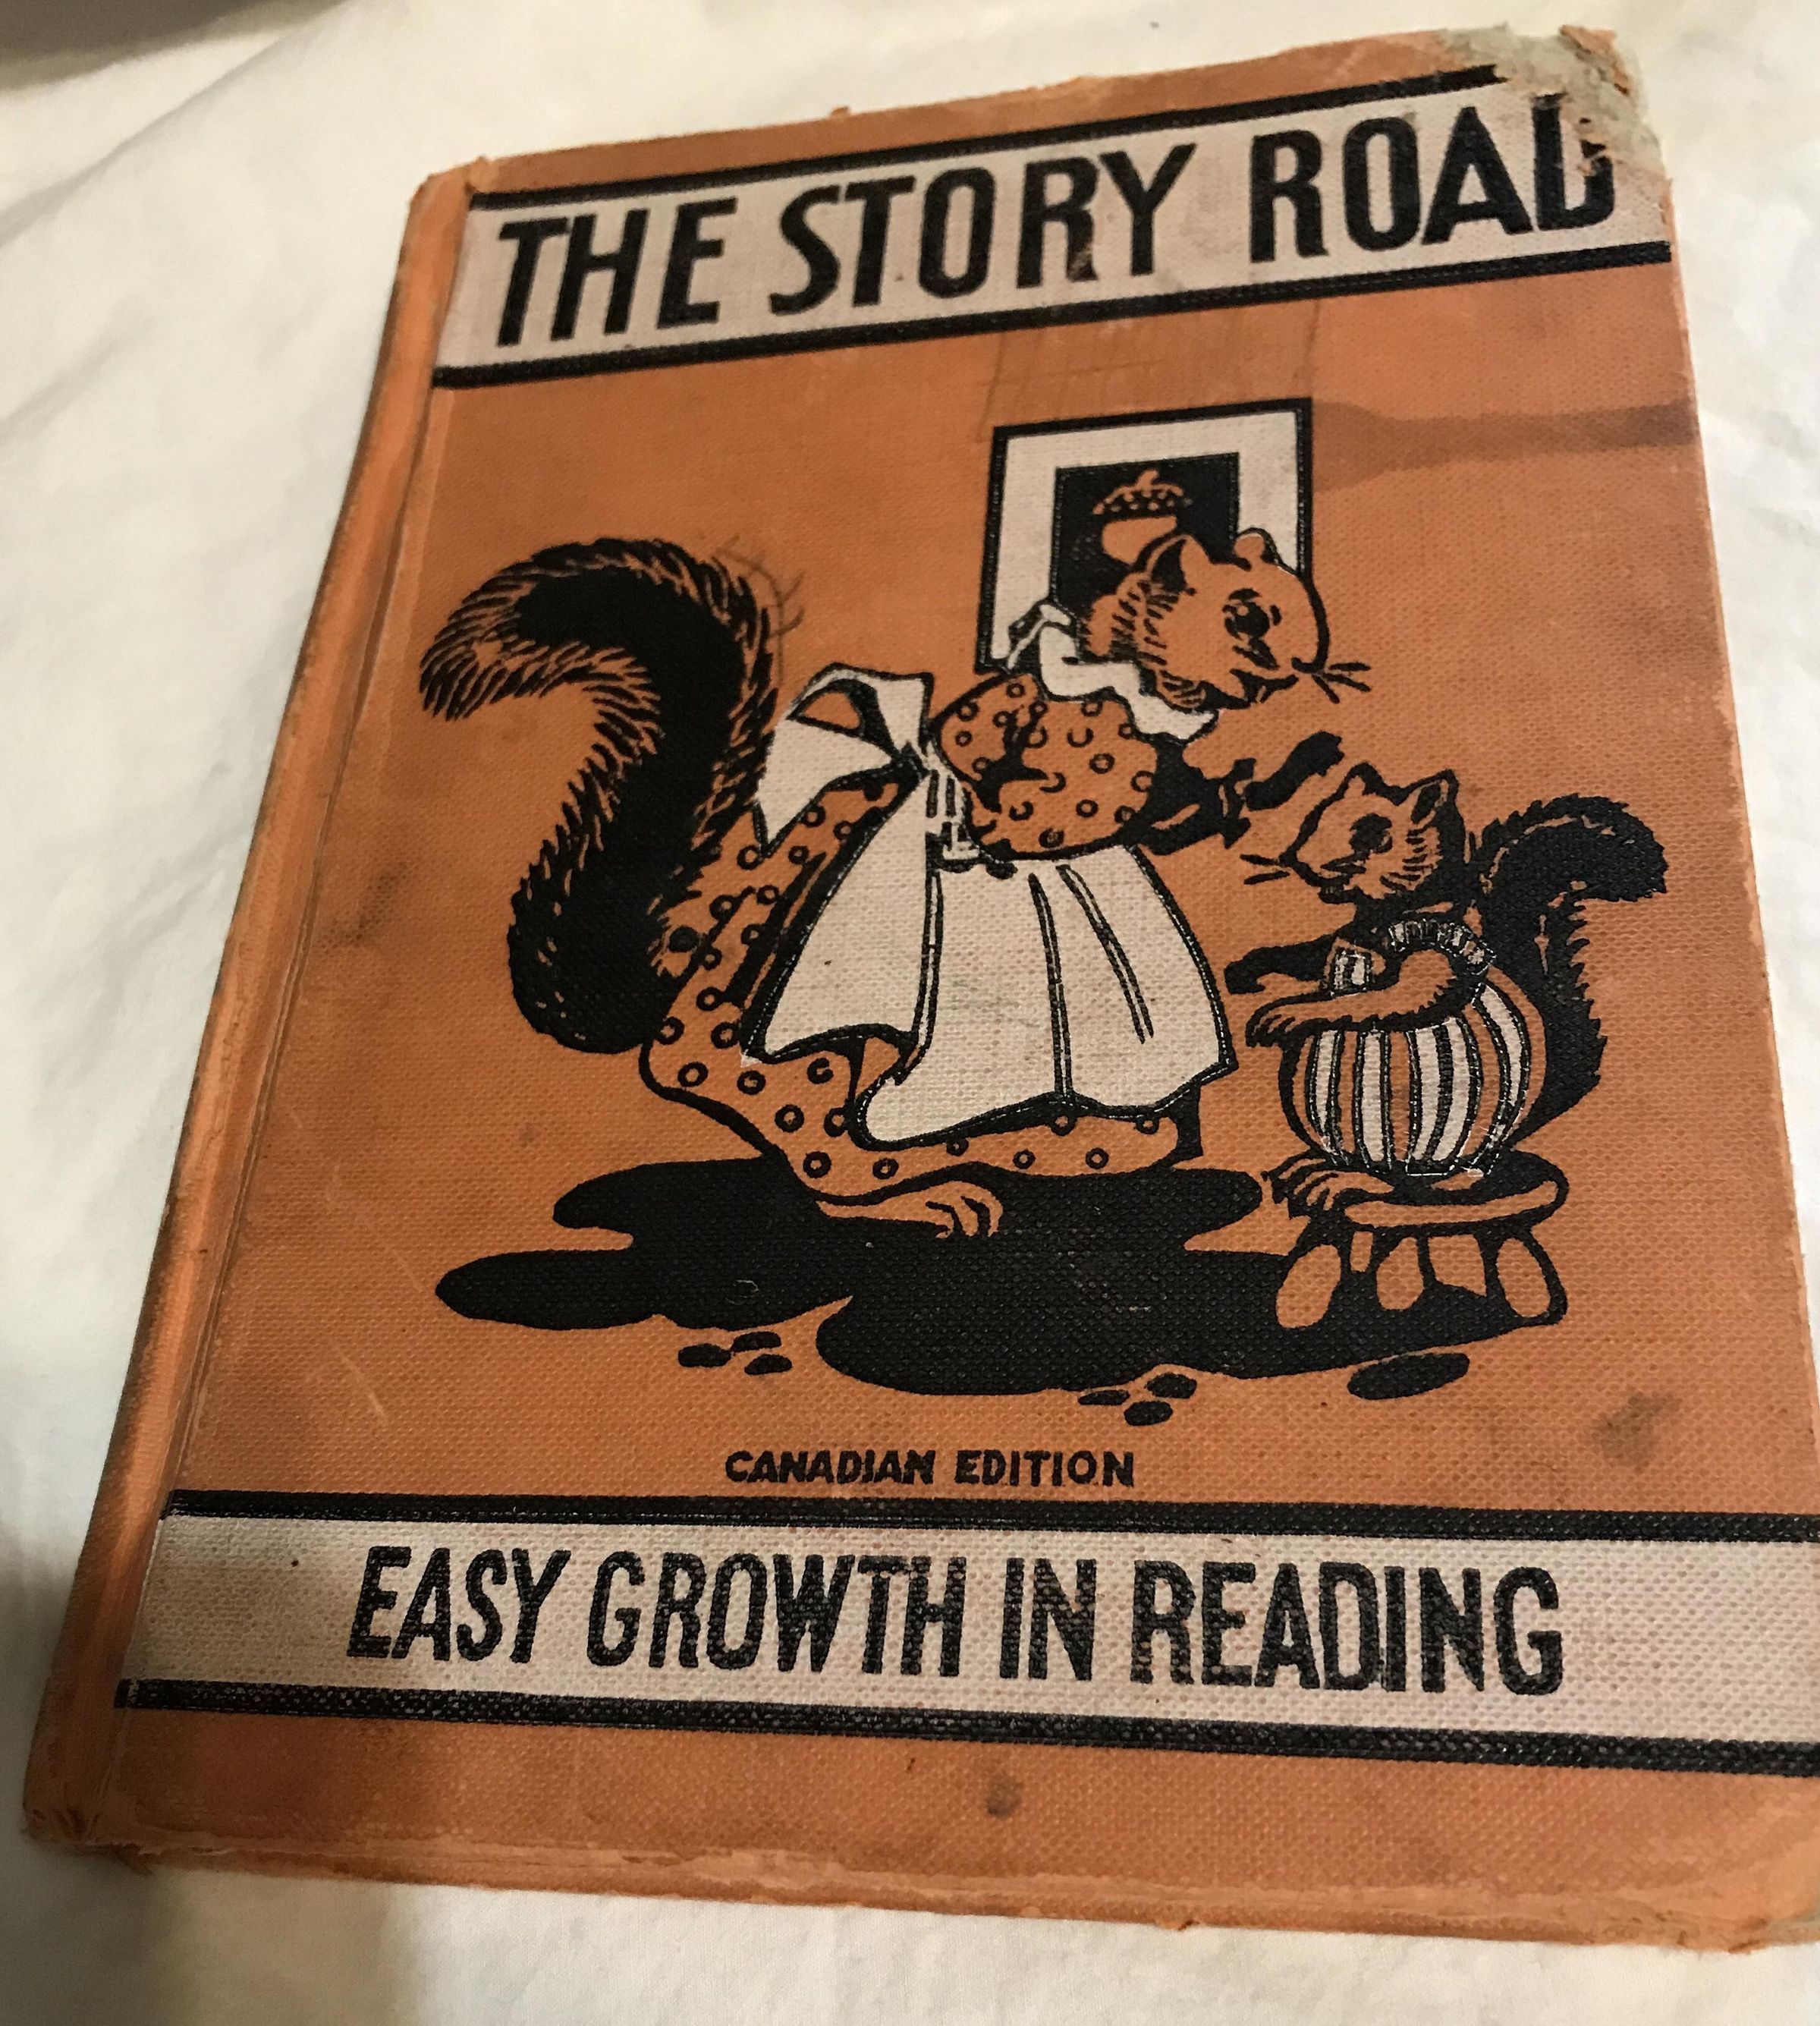 THE STORY ROAD
CANADIAN EDITION
EASY GROWTH IN READING